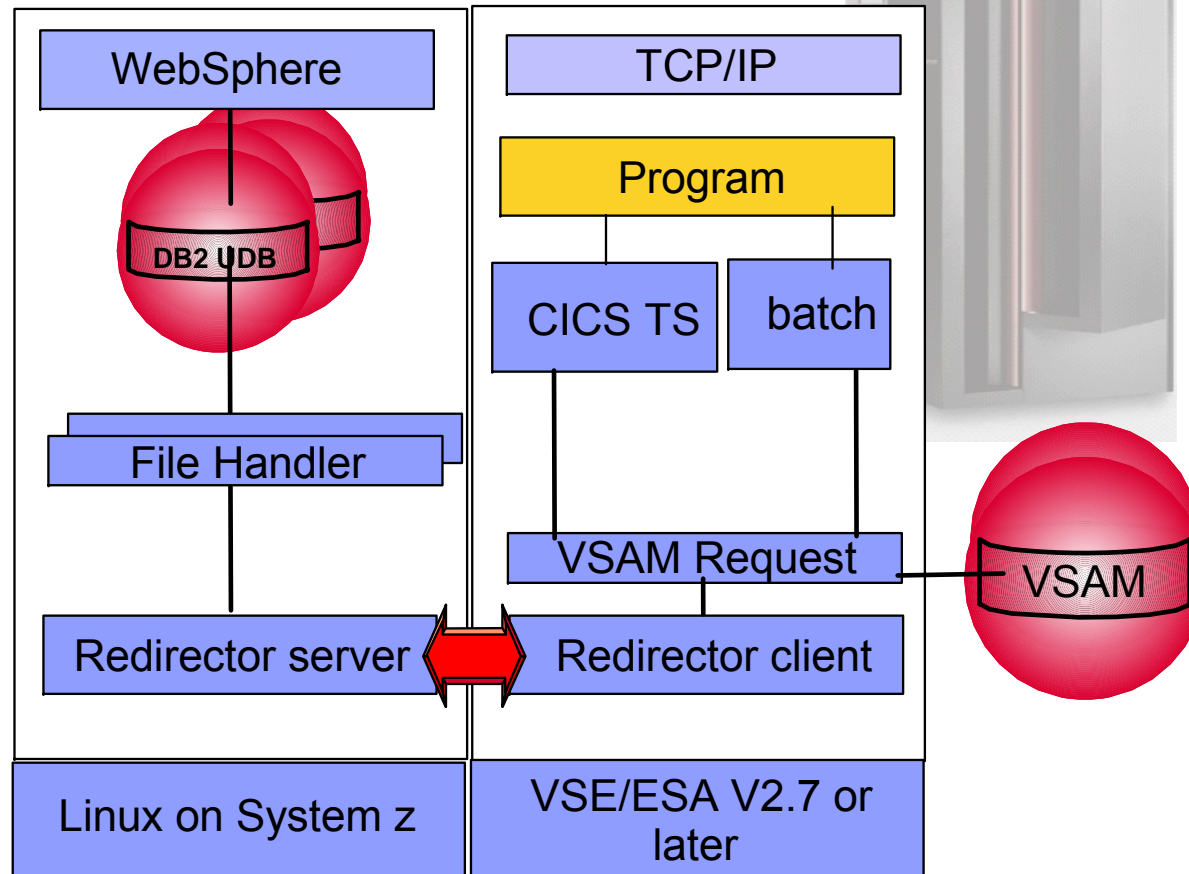 WebSphere
DB2 UDB
File Handler
Redirector server
Linux on System z
TCP/IP
Program
CICS TS
batch
VSAM Request
Redirector client
VSE/ESA V2.7 or
later
VSAM